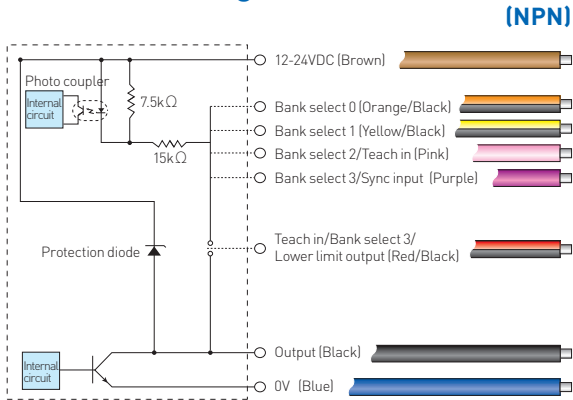 (NPN)
12-24VDC (Brown)
Photo coupler
Internal
circuit
7.5kΩ
15kΩ
Bank select 0 (Orange/Black)
Bank select 1 (Yellow/Black)
Bank select 2/Teach in (Pink)
Bank select 3/Sync input (Purple)
Teach in/Bank select 3/
Lower limit output (Red/Black)
Protection diode
Output (Black)
Internal
circuit
0V (Blue)